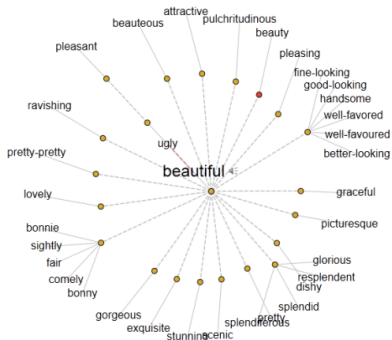 attractive
pulchritudinous
beauteous
beauty
pleasant
pleasing
fine-looking
good-looking
handsome
well-favored
well-favoured
better-looking
ravishing
ugly
beautiful
pretty-pretty
graceful
lovely
picturesque
bonnie
sightly
fair
comely
bonny
glorious
resplendent
dishy
splendid
gorgeous
pretty
splendiferous
exquisite
scenic
stunning